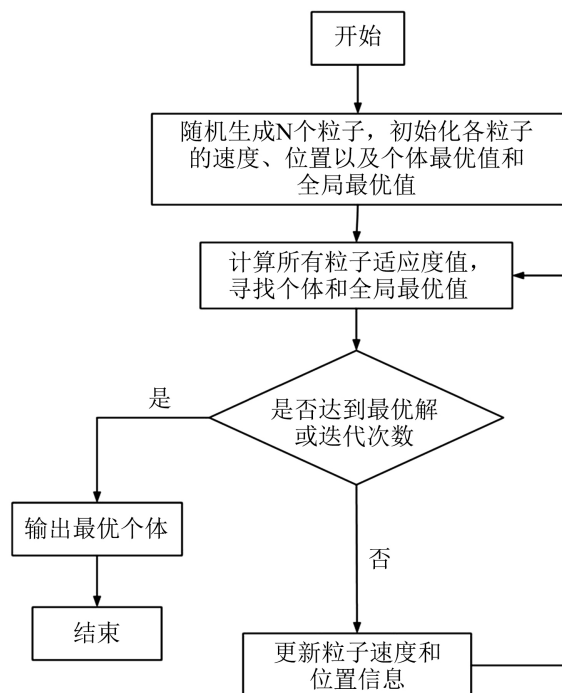 开始
随机生成N个粒子，初始化各粒子
的速度、位置以及个体最优值和
全局最优值
计算所有粒子适应度值，
寻找个体和全局最优值
是否达到最优解
或迭代次数
是
否
输出最优个体
结束
更新粒子速度和
位置信息